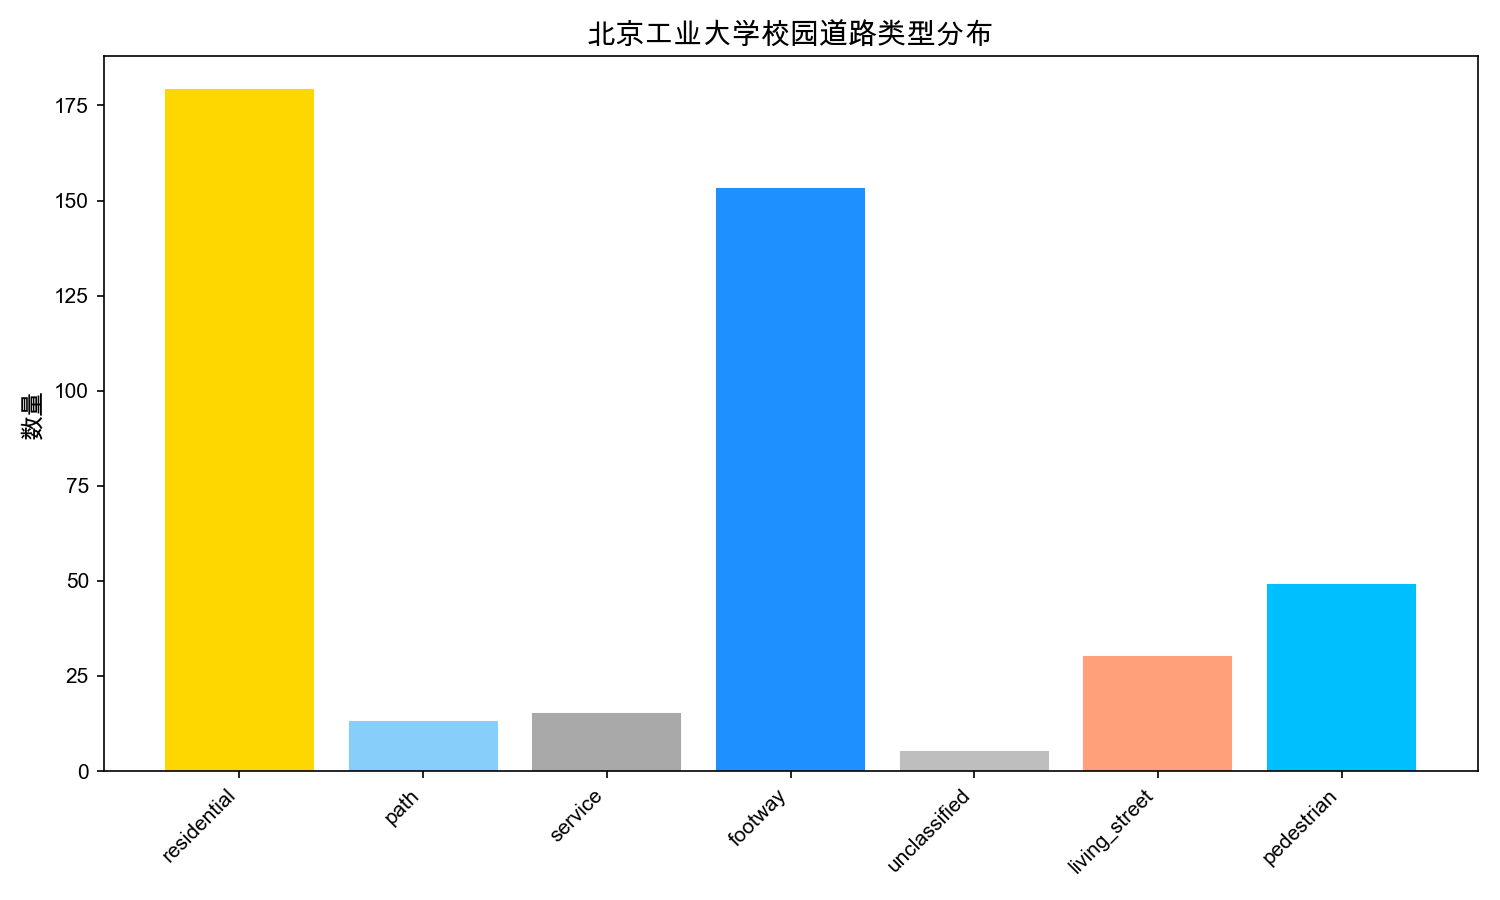 北京工业大学校园道路类型分布
数量
175
150
125
100
75
50
25
0
residential
path
service
footway
unclassified
living_street
pedestrian